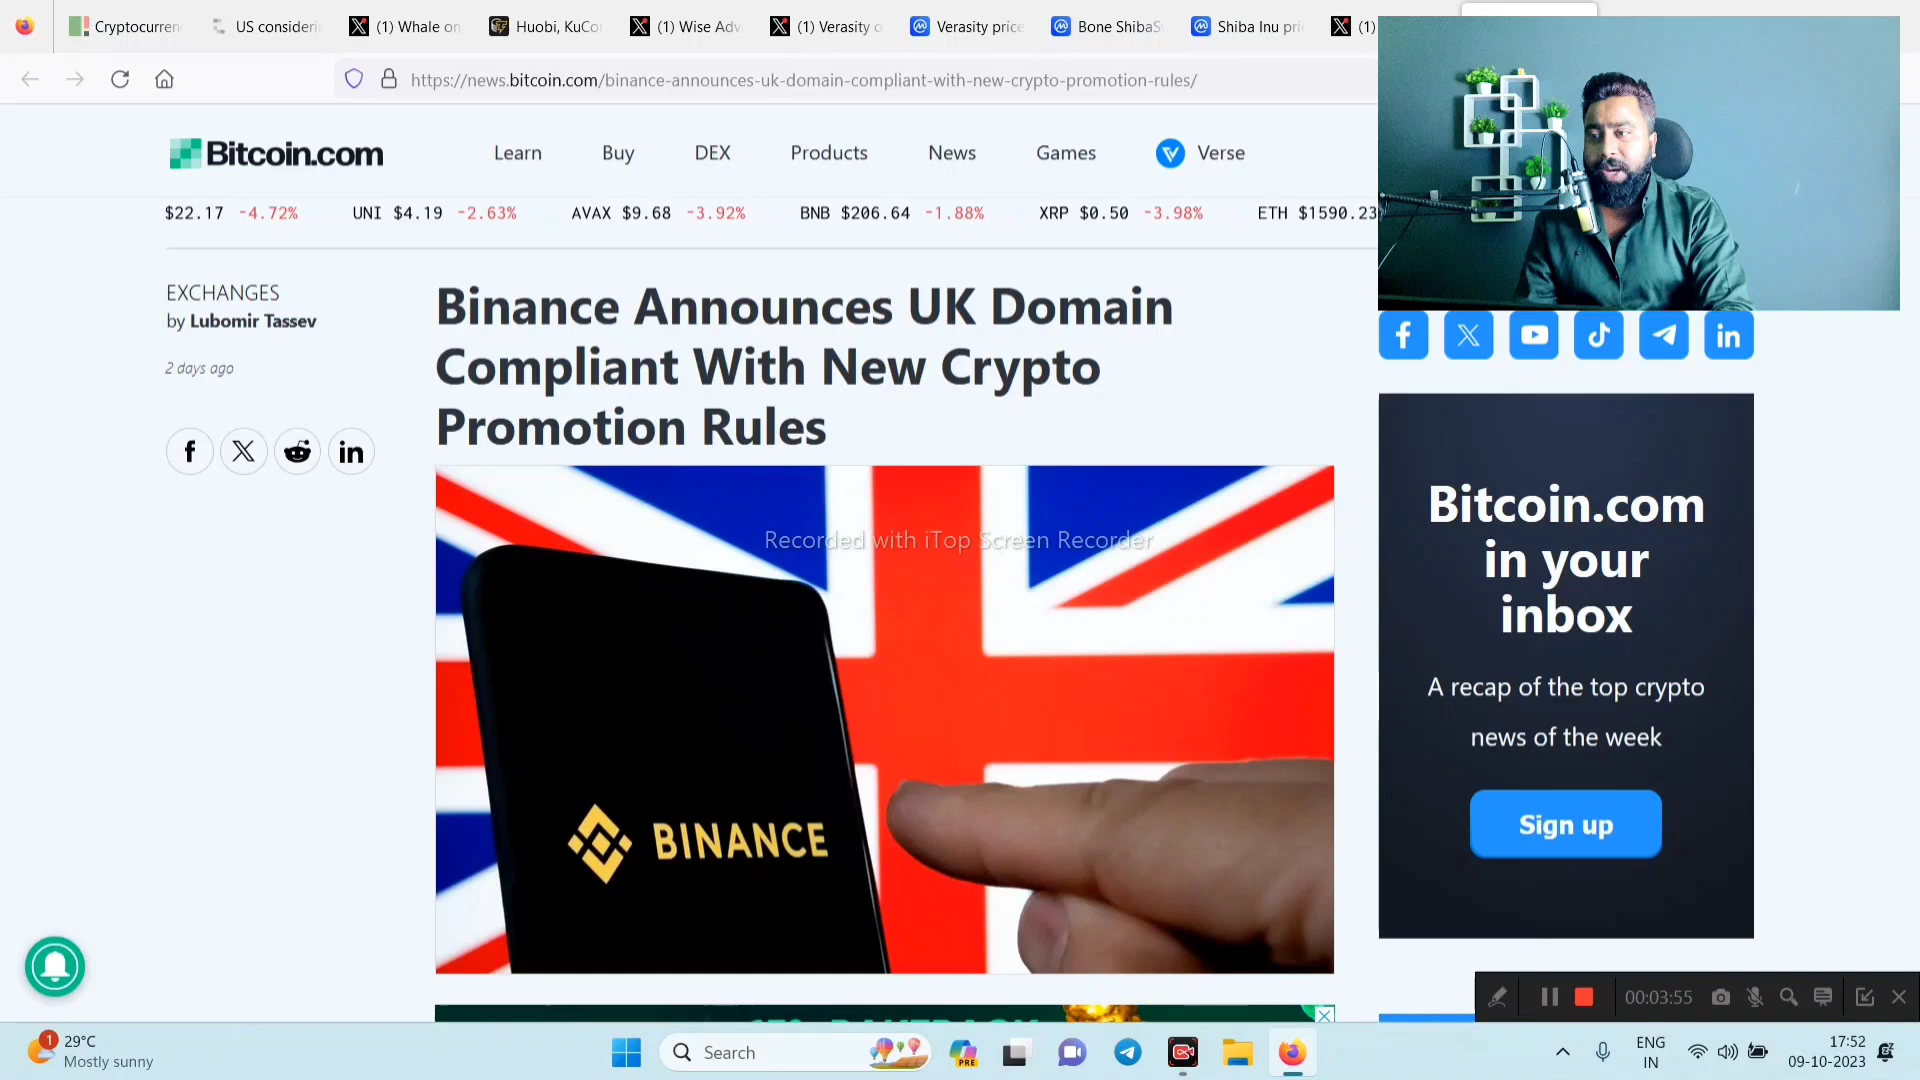 Cryptocurren
US considerin
(1) Whale on
Huobi, KuCo
(1) Wise Adv
(1) Verasity o
Verasity price
Bone ShibaS
Shiba Inu pri
(1)
https://news.bitcoin.com/binance-announces-uk-domain-compliant-with-new-crypto-promotion-rules/
Bitcoin.com
Learn
Buy
DEX
Products
News
Games
Verse
$22.17 -4.72% UNI $4.19 -2.63% AVAX $9.68 -3.92% BNB $206.64 -1.88% XRP $0.50 -3.98% ETH $1590.23
EXCHANGES
by Lubomir Tassev
2 days ago
Binance Announces UK Domain
Compliant With New Crypto
Promotion Rules
Recorded with iTop Screen Recorder
BINANCE
Bitcoin.com
in your
inbox
A recap of the top crypto
news of the week
Sign up
00:03:55
1
29°C
Mostly sunny
Search
PRE
ENG
IN
17:52
09-10-2023